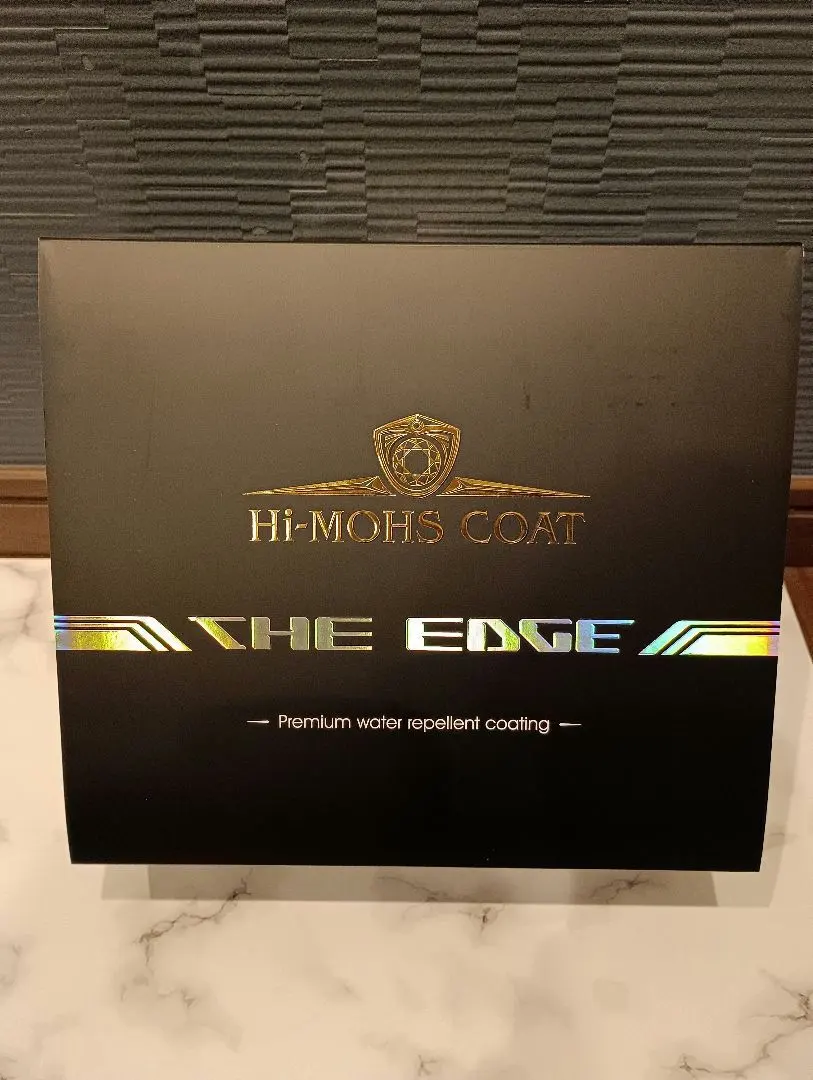 Hi-MOHS COAT
THE EDGE
Premium water repellent coating